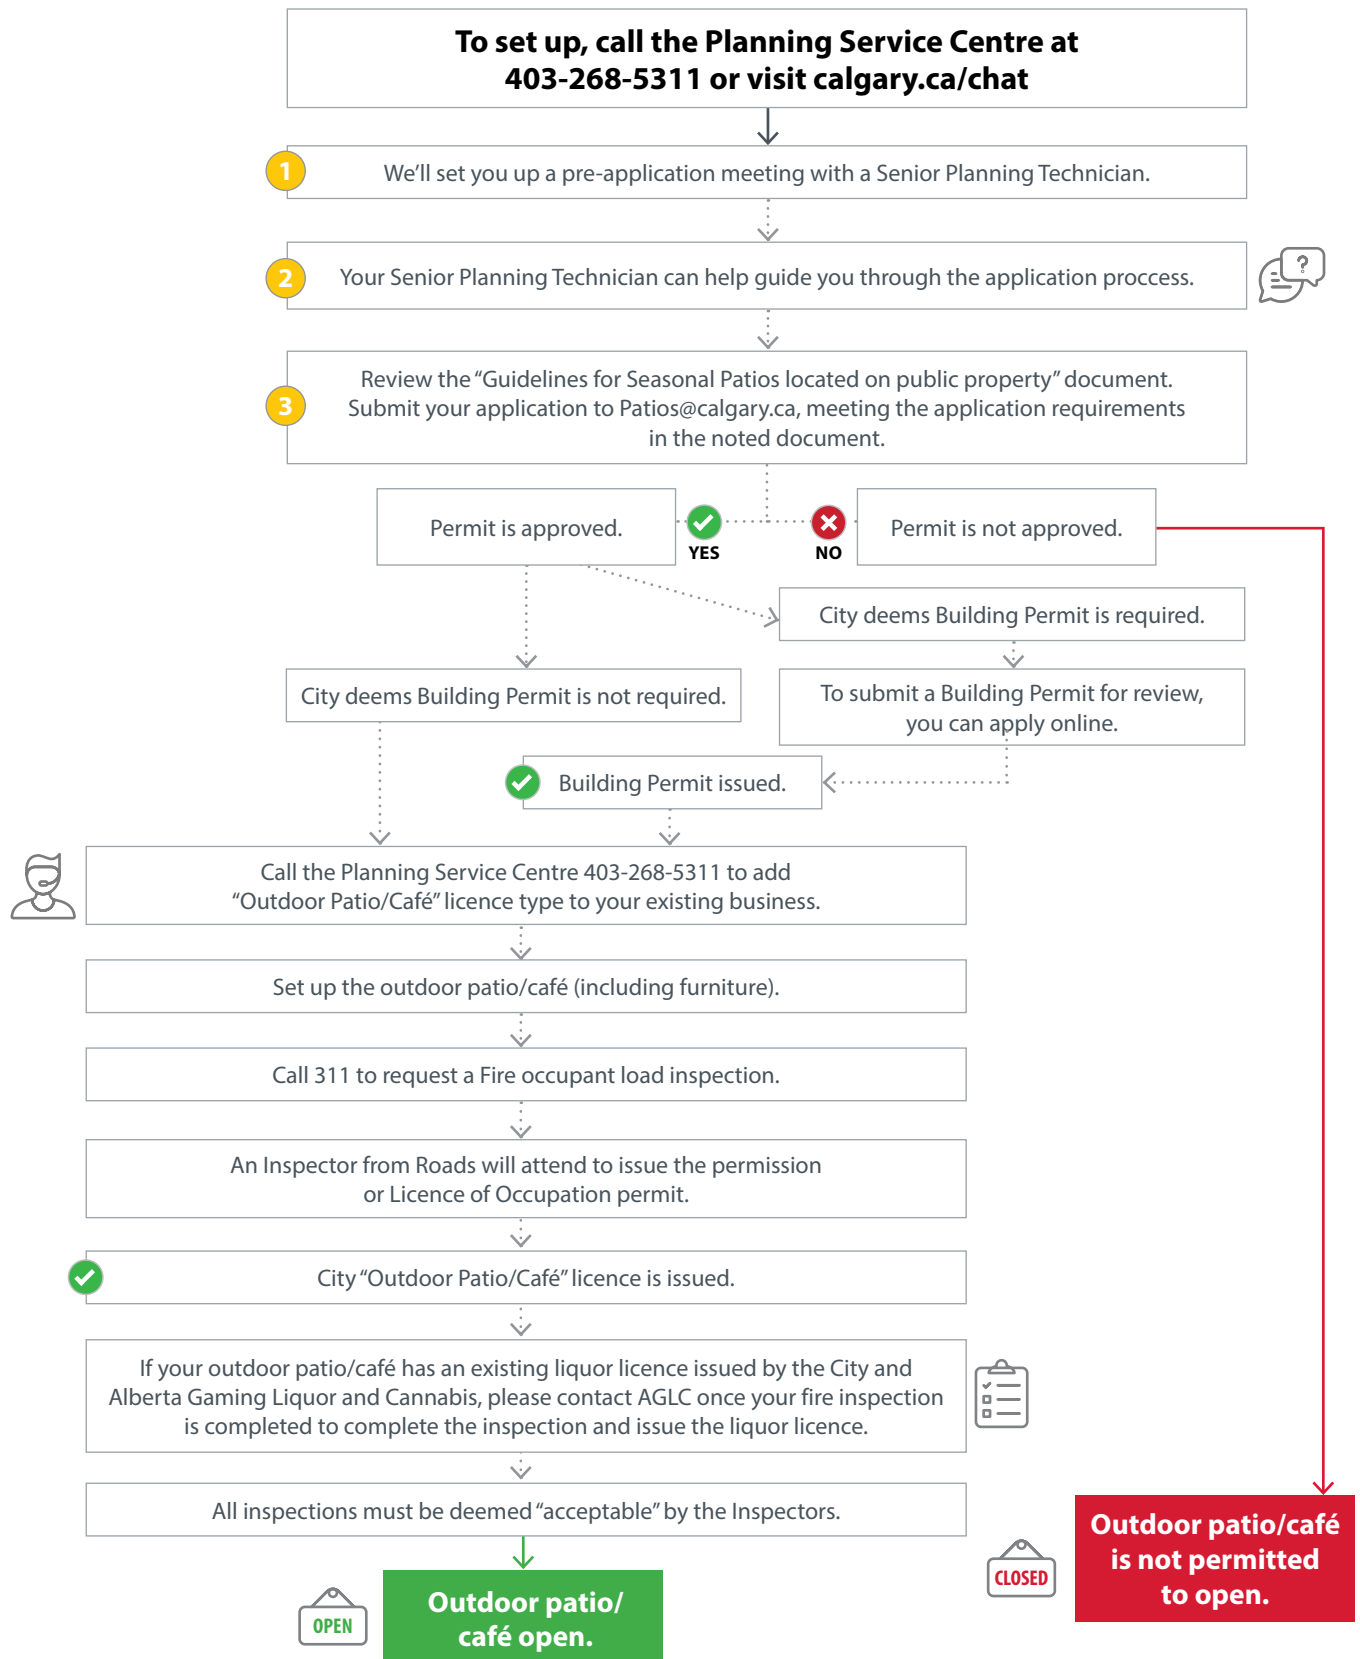 To set up, call the Planning Service Centre at
403-268-5311 or visit calgary.ca/chat
1
We'll set you up a pre-application meeting with a Senior Planning Technician.
2
Your Senior Planning Technician can help guide you through the application proccess.
?
3
Review the “Guidelines for Seasonal Patios located on public property” document.
Submit your application to Patios@calgary.ca, meeting the application requirements
in the noted document.
Permit is approved.
YES
NO
Permit is not approved.
City deems Building Permit is required.
City deems Building Permit is not required.
To submit a Building Permit for review,
you can apply online.
Building Permit issued.
Call the Planning Service Centre 403-268-5311 to add
“Outdoor Patio/Café” licence type to your existing business.
Set up the outdoor patio/café (including furniture).
Call 311 to request a Fire occupant load inspection.
An Inspector from Roads will attend to issue the permission
or Licence of Occupation permit.
City “Outdoor Patio/Café” licence is issued.
If your outdoor patio/café has an existing liquor licence issued by the City and
Alberta Gaming Liquor and Cannabis, please contact AGLC once your fire inspection
is completed to complete the inspection and issue the liquor licence.
All inspections must be deemed “acceptable” by the Inspectors.
OPEN
Outdoor patio/
café open.
CLOSED
Outdoor patio/café
is not permitted
to open.